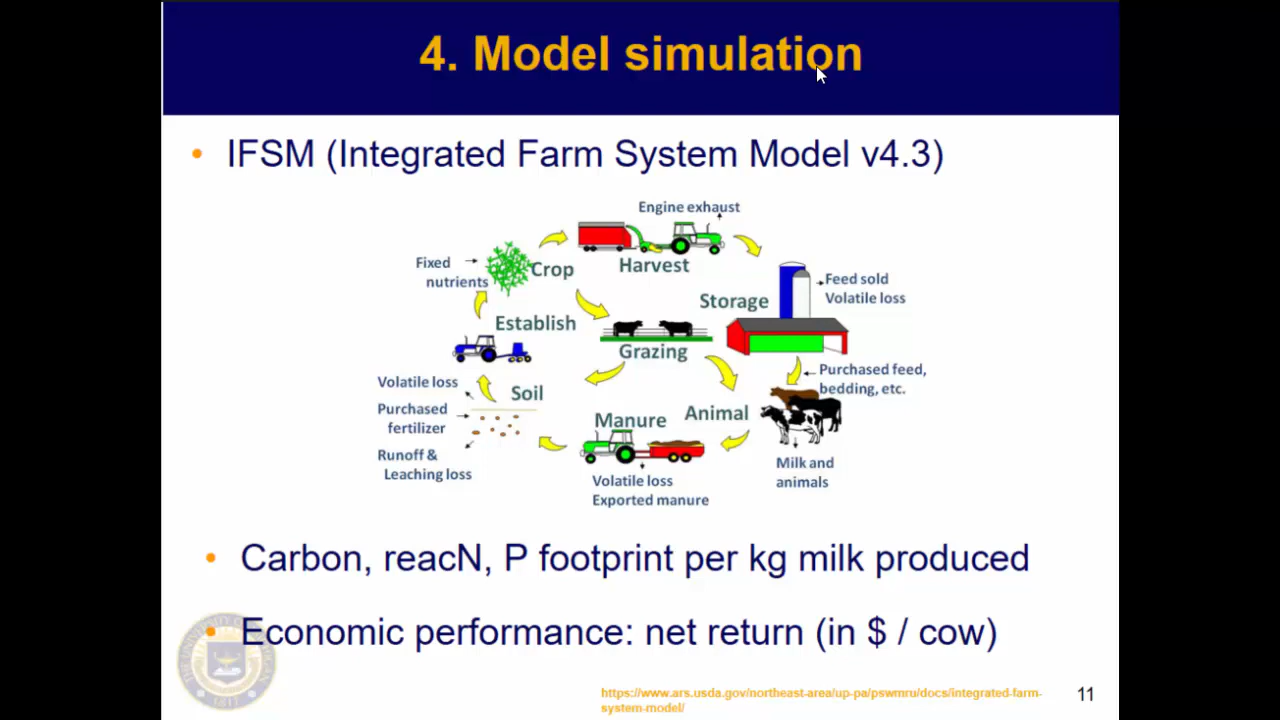 4. Model simulation
• IFSM (Integrated Farm System Model v4.3)
Engine exhaust
Fixed
nutrients
Crop
Harvest
Feed sold
Volatile loss
Storage
Establish
Grazing
Purchased feed,
bedding, etc.
Volatile loss
Soil
Purchased
fertilizer
Manure
Animal
Runoff &
Leaching loss
Milk and
animals
Volatile loss
Exported manure
• Carbon, reacN, P footprint per kg milk produced
• Economic performance: net return (in $ / cow)
https://www.ars.usda.gov/northeast-area/up-pa/pswmru/docs/integrated-farm-
system-model/
11